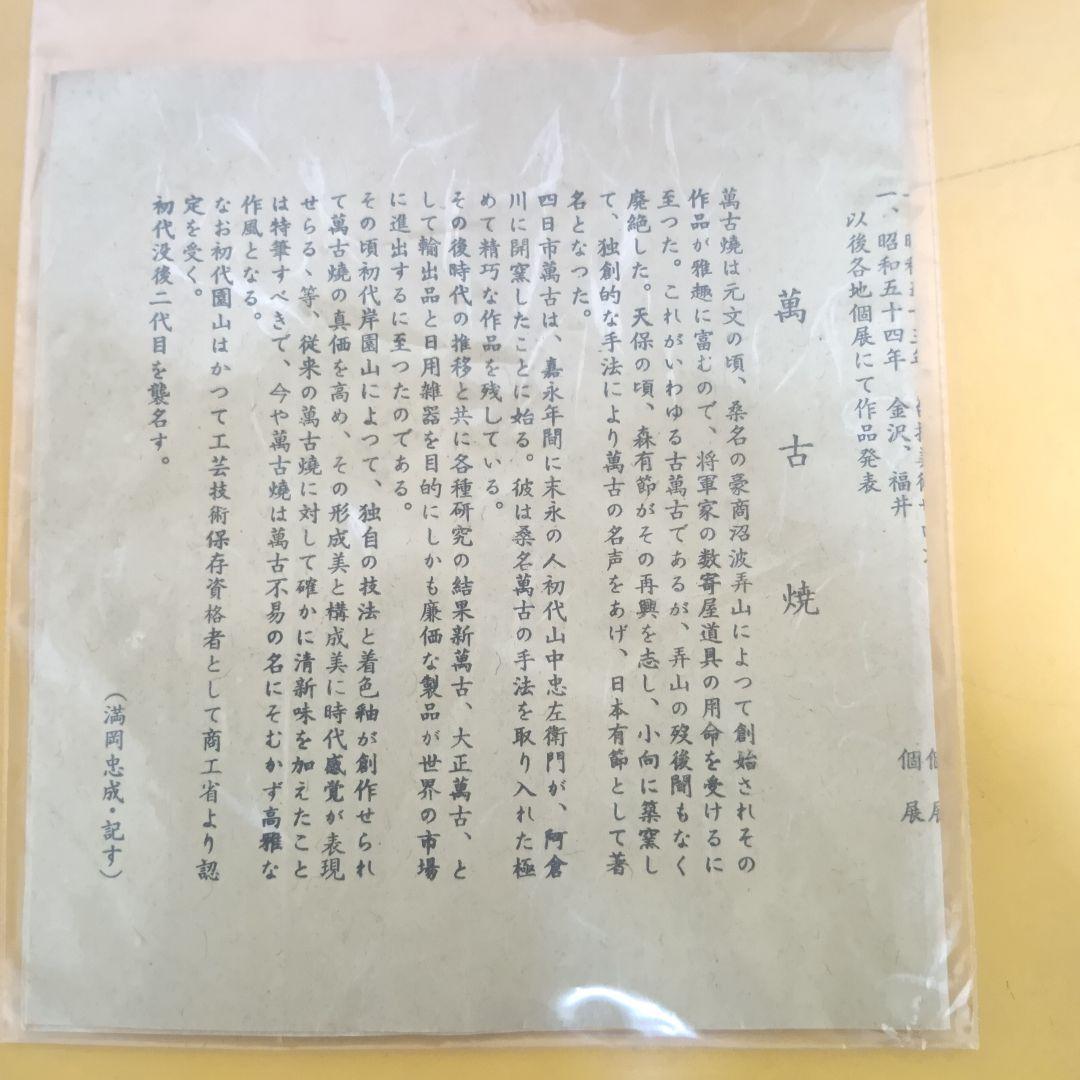 一、昭和五十四年 金沢、福井 個展
以後各地個展にて作品発表
萬古焼
萬古燒は元文の頃、桑名の豪商沼波弄山によつて創始されその
作品が雅趣に富むので、将軍家の数寄屋道具の用命を受けるに
至つた。これがいわゆる古萬古であるが、弄山の歿後間もなく
廃絶した。天保の頃、森有節がその再興を志し、小向に築窯し
て、独創的な手法により萬古の名声をあげ、日本有節として著
名となつた。
四日市萬古は、嘉永年間に末永の人初代山中忠左衛門が、阿倉
川に開窯したことに始る。彼は桑名萬古の手法を取り入れた極
めて精巧な作品を残している。
その後時代の推移と共に各種研究の結果新萬古、大正萬古、と
して輸出品と日用雑器を目的にしかも廉価な製品が世界の市場
に進出するに至つたのである。
その頃初代岸園山によつて、独自の技法と着色釉が創作せられ
て萬古燒の真価を高め、その形成美と構成美に時代感覚が表現
せらるゝ等、従来の萬古燒に対して確かに清新味を加えたこと
は特筆すべきで、今や萬古燒は萬古不易の名にそむかず高雅な
作風となる。
なお初代園山はかつて工芸技術保存資格者として商工省より認
定を受く。
初代没後二代目を襲名す。
(満岡忠成・記す)